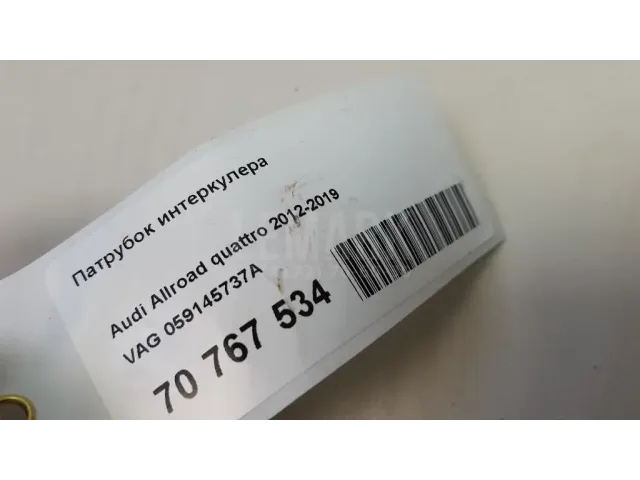 Патрубок интеркулера
Audi Allroad quattro 2012-2019
VAG 059145737A
70 767 534